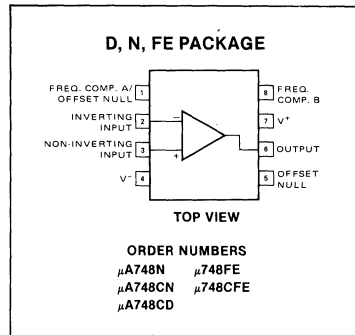 D, N, FE PACKAGE
FREQ. COMP. A/
OFFSET NULL
1
INVERTING
INPUT
2
NON-INVERTING
INPUT
3
V⁻
4
8
FREQ.
COMP. B
7
V⁺
6
OUTPUT
5
OFFSET
NULL
−
+
TOP VIEW
ORDER NUMBERS
μA748N μ748FE
μA748CN μ748CFE
μA748CD